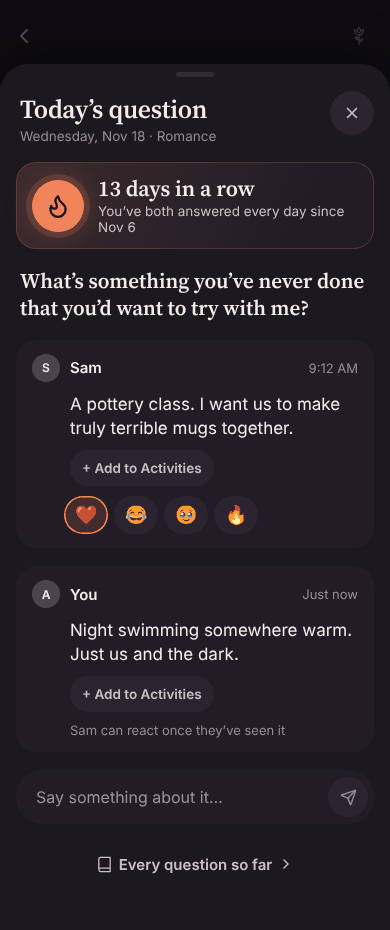 Today’s question
Wednesday, Nov 18 · Romance
13 days in a row
You’ve both answered every day since
Nov 6
What’s something you’ve never done
that you’d want to try with me?
S
Sam
9:12 AM
A pottery class. I want us to make
truly terrible mugs together.
+ Add to Activities
A
You
Just now
Night swimming somewhere warm.
Just us and the dark.
+ Add to Activities
Sam can react once they’ve seen it
Say something about it...
Every question so far